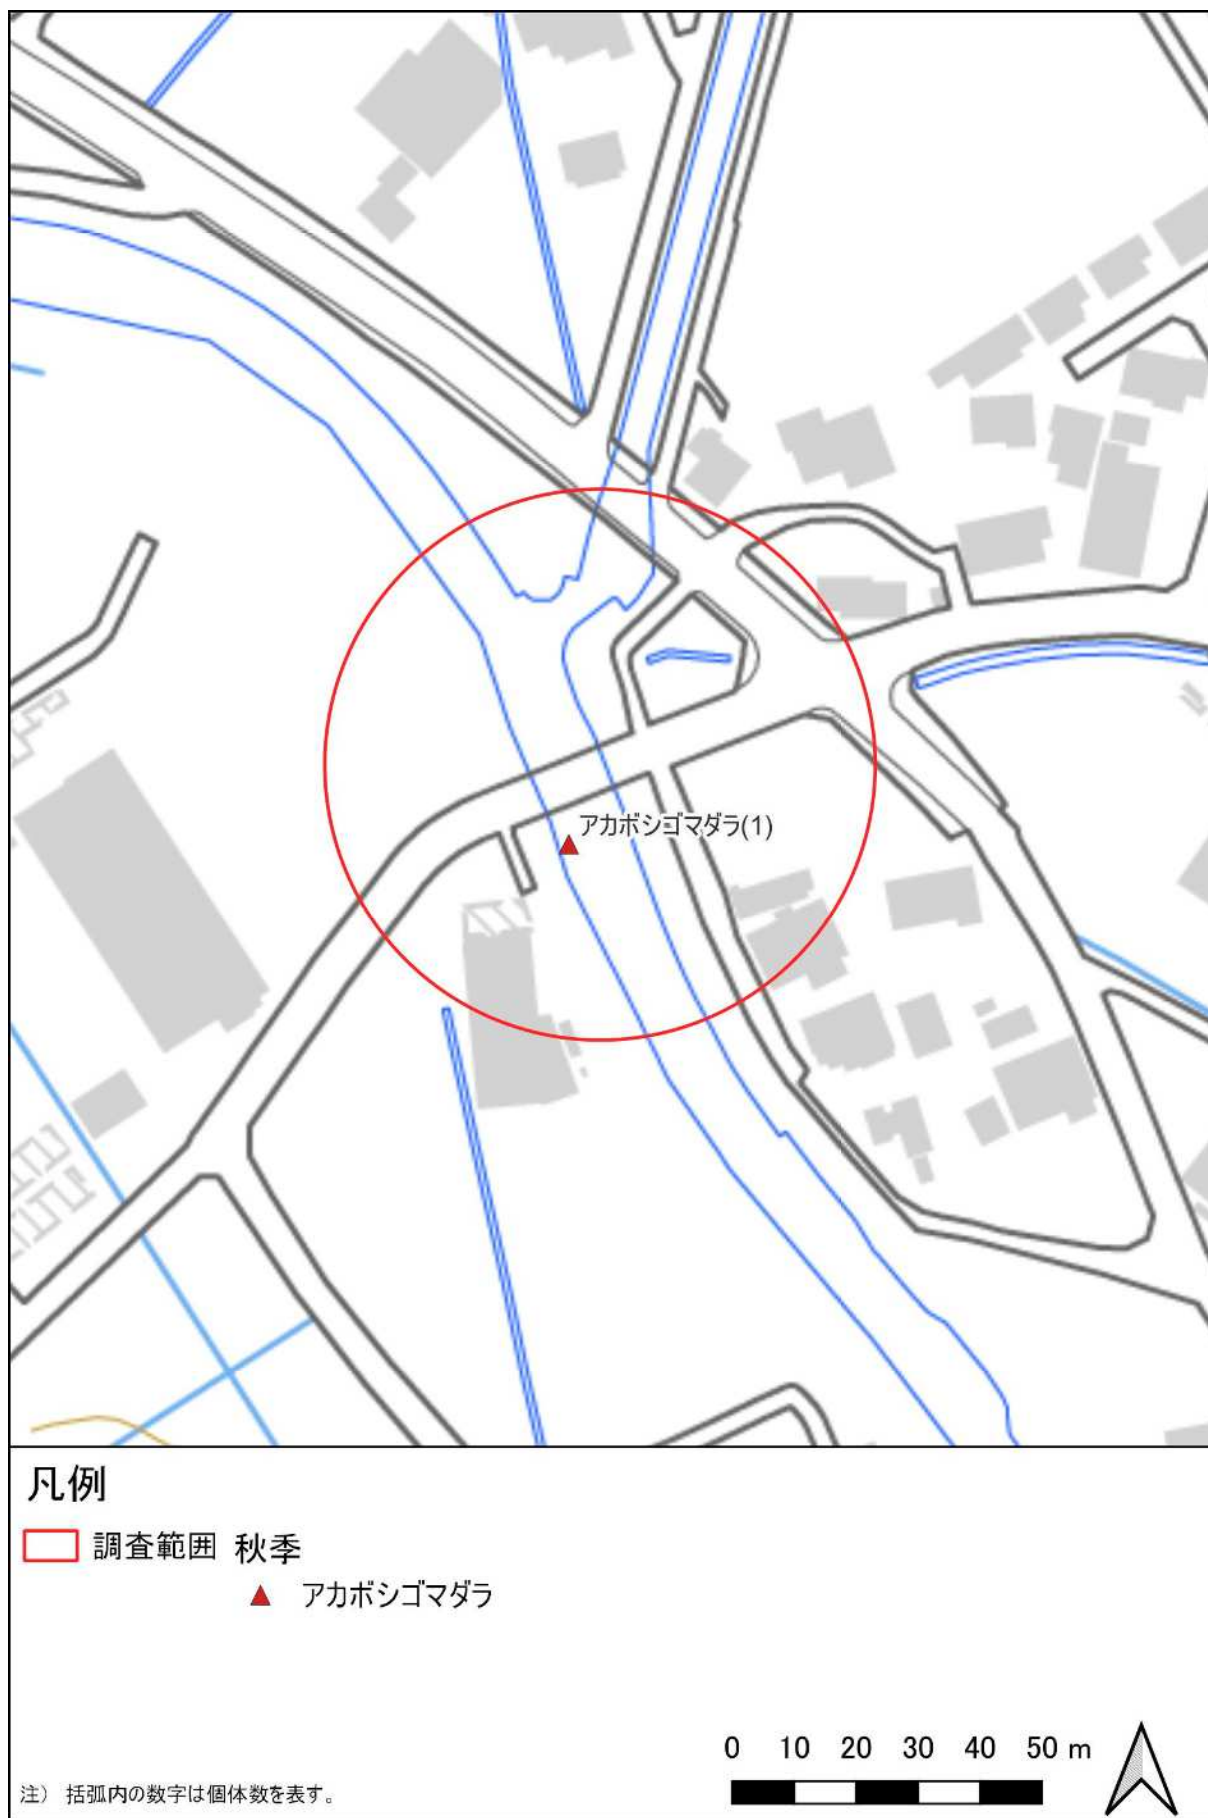 アカボシゴマダラ(1)
凡例
調査範囲 秋季
アカボシゴマダラ
0 10 20 30 40 50 m
注） 括弧内の数字は個体数を表す。